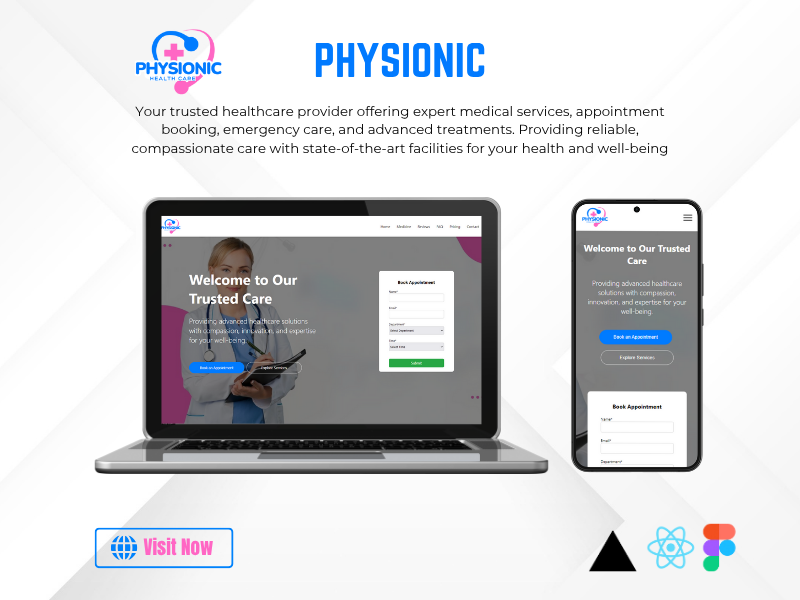 PHYSIONIC
HEALTH CARE
PHYSIONIC
Your trusted healthcare provider offering expert medical services, appointment
booking, emergency care, and advanced treatments. Providing reliable,
compassionate care with state-of-the-art facilities for your health and well-being
PHYSIONIC
Home Medicine Reviews FAQ Pricing Contact
Welcome to Our
Trusted Care
Providing advanced healthcare solutions
with compassion, innovation, and expertise
for your well-being.
Book an Appointment
Explore Services
Book Appointment
Name*
Email*
Department*
Select Department
Submit
PHYSIONIC
Welcome to Our Trusted
Care
Providing advanced healthcare
solutions with compassion,
innovation, and expertise for your
well-being.
Book an Appointment
Explore Services
Book Appointment
Name*
Email*
Department*
Visit Now